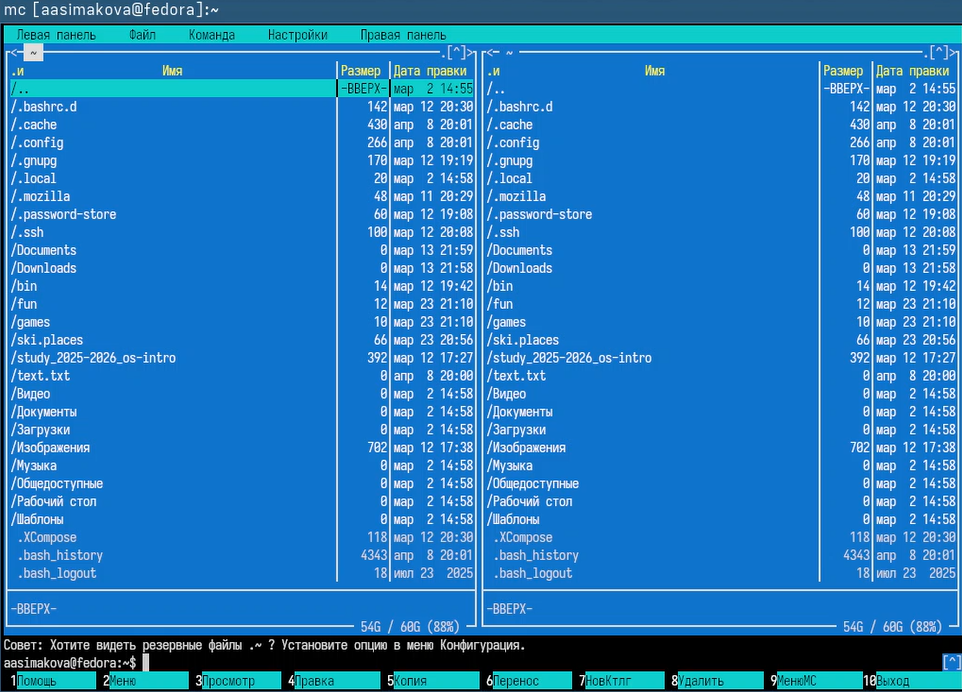 mc [aasimakova@fedora]:~
Левая панель Файл Команда Настройки Правая панель
<- ~ .[^]> <- ~ .[^]>
.и Имя Размер Дата правки .и Имя Размер Дата правки
/.. -ВВЕРХ- мар 2 14:55 /.. -ВВЕРХ- мар 2 14:55
/.bashrc.d 142 мар 12 20:30 /.bashrc.d 142 мар 12 20:30
/.cache 430 апр 8 20:01 /.cache 430 апр 8 20:01
/.config 266 апр 8 20:01 /.config 266 апр 8 20:01
/.gnupg 170 мар 12 19:19 /.gnupg 170 мар 12 19:19
/.local 20 мар 2 14:58 /.local 20 мар 2 14:58
/.mozilla 48 мар 11 20:29 /.mozilla 48 мар 11 20:29
/.password-store 60 мар 12 19:08 /.password-store 60 мар 12 19:08
/.ssh 100 мар 12 20:08 /.ssh 100 мар 12 20:08
/Documents 0 мар 13 21:59 /Documents 0 мар 13 21:59
/Downloads 0 мар 13 21:58 /Downloads 0 мар 13 21:58
/bin 14 мар 12 19:42 /bin 14 мар 12 19:42
/fun 12 мар 23 21:10 /fun 12 мар 23 21:10
/games 10 мар 23 21:10 /games 10 мар 23 21:10
/ski.places 66 мар 23 20:56 /ski.places 66 мар 23 20:56
/study_2025-2026_os-intro 392 мар 12 17:27 /study_2025-2026_os-intro 392 мар 12 17:27
/text.txt 0 апр 8 20:00 /text.txt 0 апр 8 20:00
/Видео 0 мар 2 14:58 /Видео 0 мар 2 14:58
/Документы 0 мар 2 14:58 /Документы 0 мар 2 14:58
/Загрузки 0 мар 2 14:58 /Загрузки 0 мар 2 14:58
/Изображения 702 мар 12 17:38 /Изображения 702 мар 12 17:38
/Музыка 0 мар 2 14:58 /Музыка 0 мар 2 14:58
/Общедоступные 0 мар 2 14:58 /Общедоступные 0 мар 2 14:58
/Рабочий стол 0 мар 2 14:58 /Рабочий стол 0 мар 2 14:58
/Шаблоны 0 мар 2 14:58 /Шаблоны 0 мар 2 14:58
.XCompose 118 мар 12 20:30 .XCompose 118 мар 12 20:30
.bash_history 4343 апр 8 20:01 .bash_history 4343 апр 8 20:01
.bash_logout 18 июл 23 2025 .bash_logout 18 июл 23 2025
-ВВЕРХ- -ВВЕРХ-
54G / 60G (88%) 54G / 60G (88%)
Совет: Хотите видеть резервные файлы .~ ? Установите опцию в меню Конфигурация.
aasimakova@fedora:~$ [^]
1Помощь 2Меню 3Просмотр 4Правка 5Копия 6Перенос 7НовКтлг 8Удалить 9МенюMC 10Выход